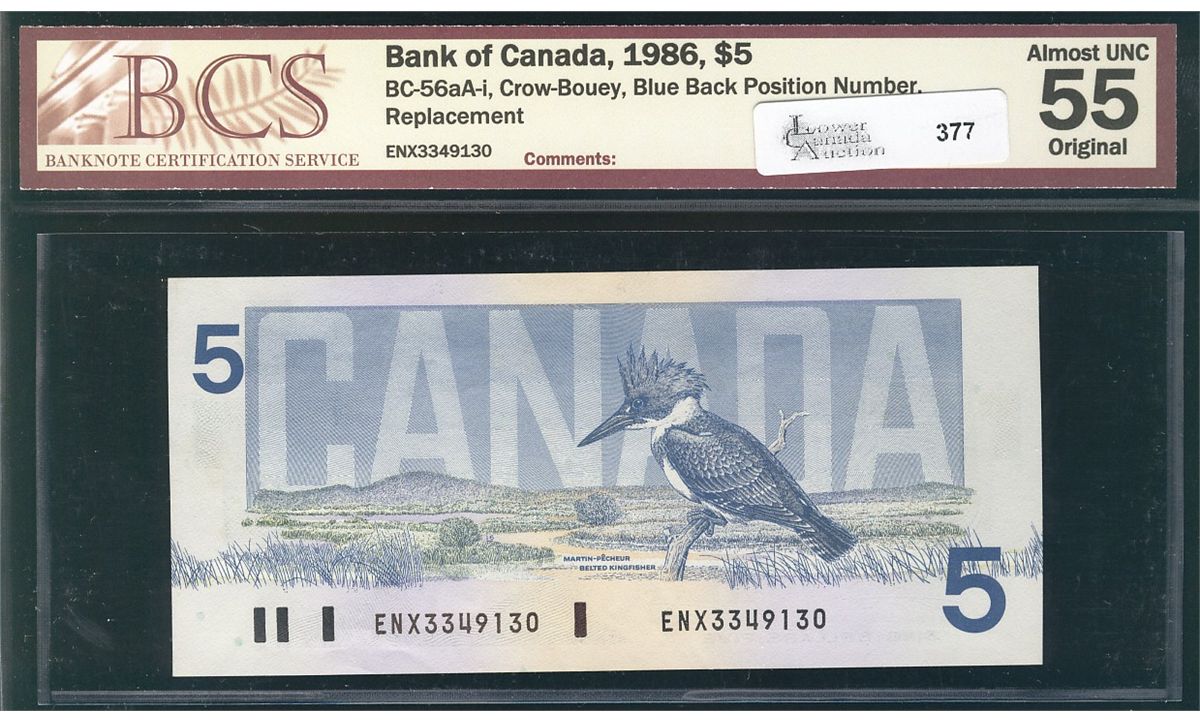 BCS
BANKNOTE CERTIFICATION SERVICE
Bank of Canada, 1986, $5
BC-56aA-i, Crow-Bouey, Blue Back Position Number,
Replacement
ENX3349130
Comments:
Lower
Canada
Auction
377
Almost UNC
55
Original
5
CANADA
MARTIN-PÊCHEUR
BELTED KINGFISHER
5
ENX3349130
ENX3349130